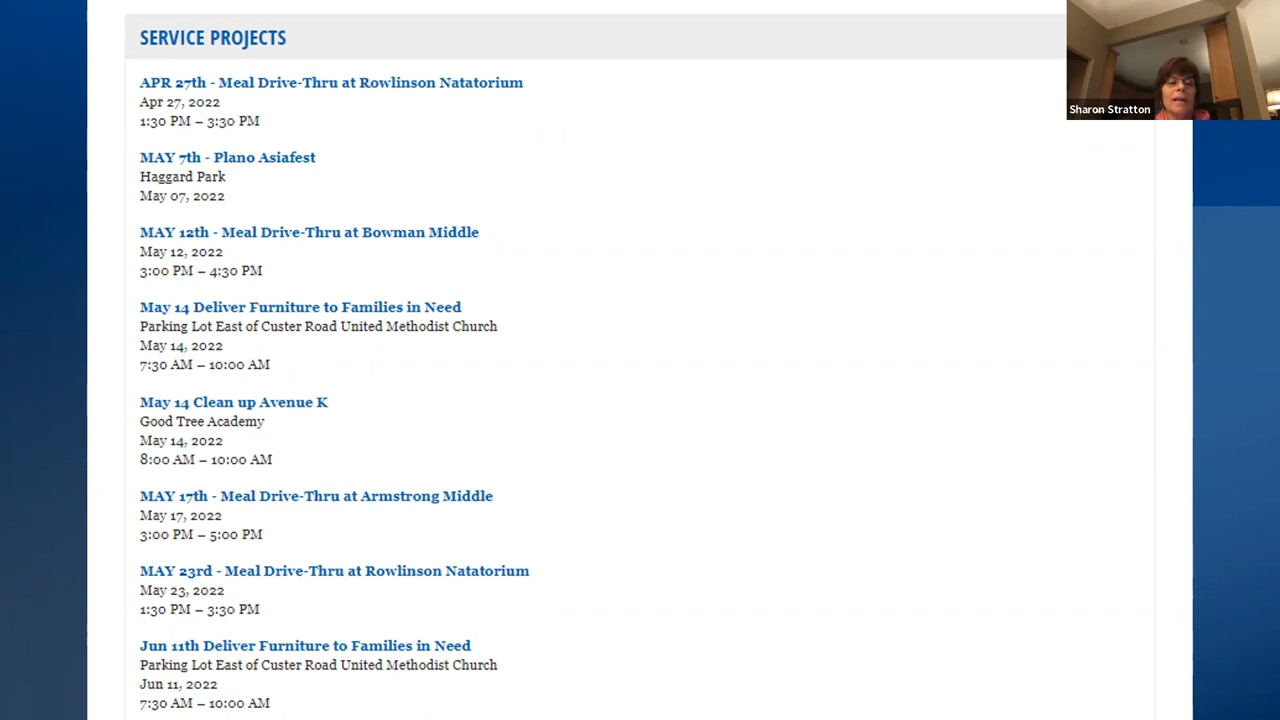 SERVICE PROJECTS
APR 27th - Meal Drive-Thru at Rowlinson Natatorium
Apr 27, 2022
1:30 PM – 3:30 PM
MAY 7th - Plano Asiafest
Haggard Park
May 07, 2022
MAY 12th - Meal Drive-Thru at Bowman Middle
May 12, 2022
3:00 PM – 4:30 PM
May 14 Deliver Furniture to Families in Need
Parking Lot East of Custer Road United Methodist Church
May 14, 2022
7:30 AM – 10:00 AM
May 14 Clean up Avenue K
Good Tree Academy
May 14, 2022
8:00 AM – 10:00 AM
MAY 17th - Meal Drive-Thru at Armstrong Middle
May 17, 2022
3:00 PM – 5:00 PM
MAY 23rd - Meal Drive-Thru at Rowlinson Natatorium
May 23, 2022
1:30 PM – 3:30 PM
Jun 11th Deliver Furniture to Families in Need
Parking Lot East of Custer Road United Methodist Church
Jun 11, 2022
7:30 AM – 10:00 AM
Sharon Stratton